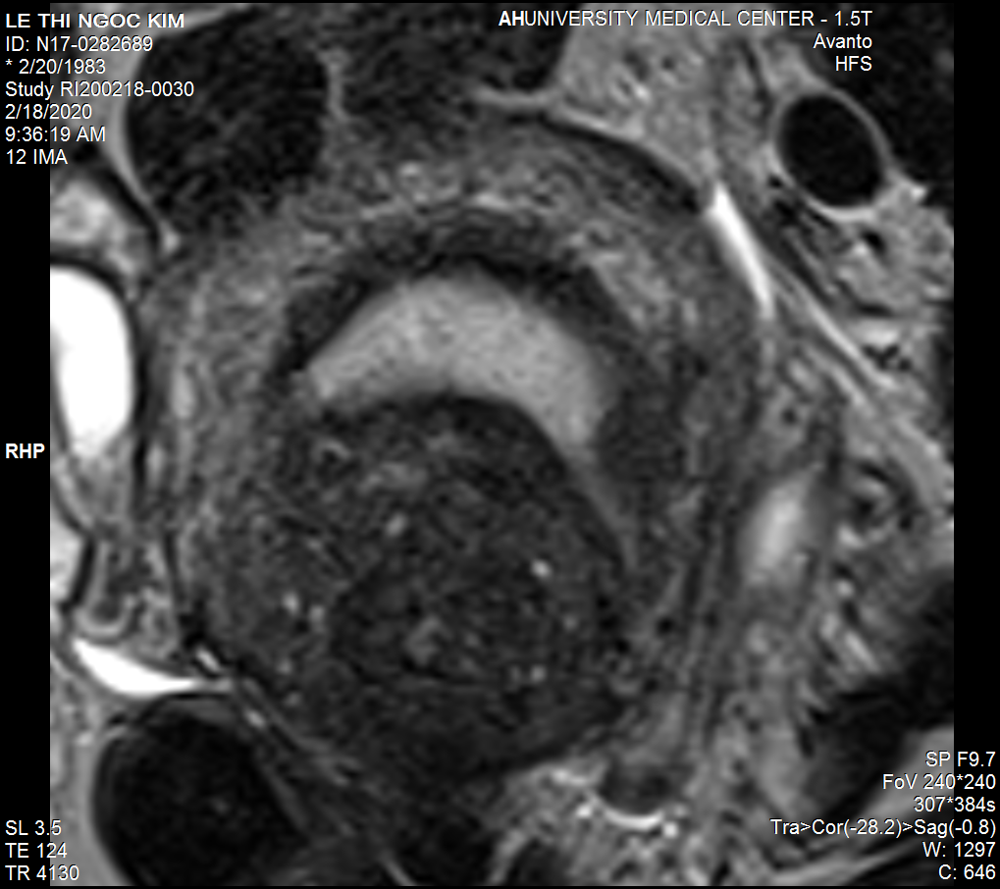 LE THI NGOC KIM
ID: N17-0282689
* 2/20/1983
Study RI200218-0030
2/18/2020
9:36:19 AM
12 IMA
AHUNIVERSITY MEDICAL CENTER - 1.5T
Avanto
HFS
RHP
SL 3.5
TE 124
TR 4130
SP F9.7
FoV 240*240
307*384s
Tra>Cor(-28.2)>Sag(-0.8)
W: 1297
C: 646